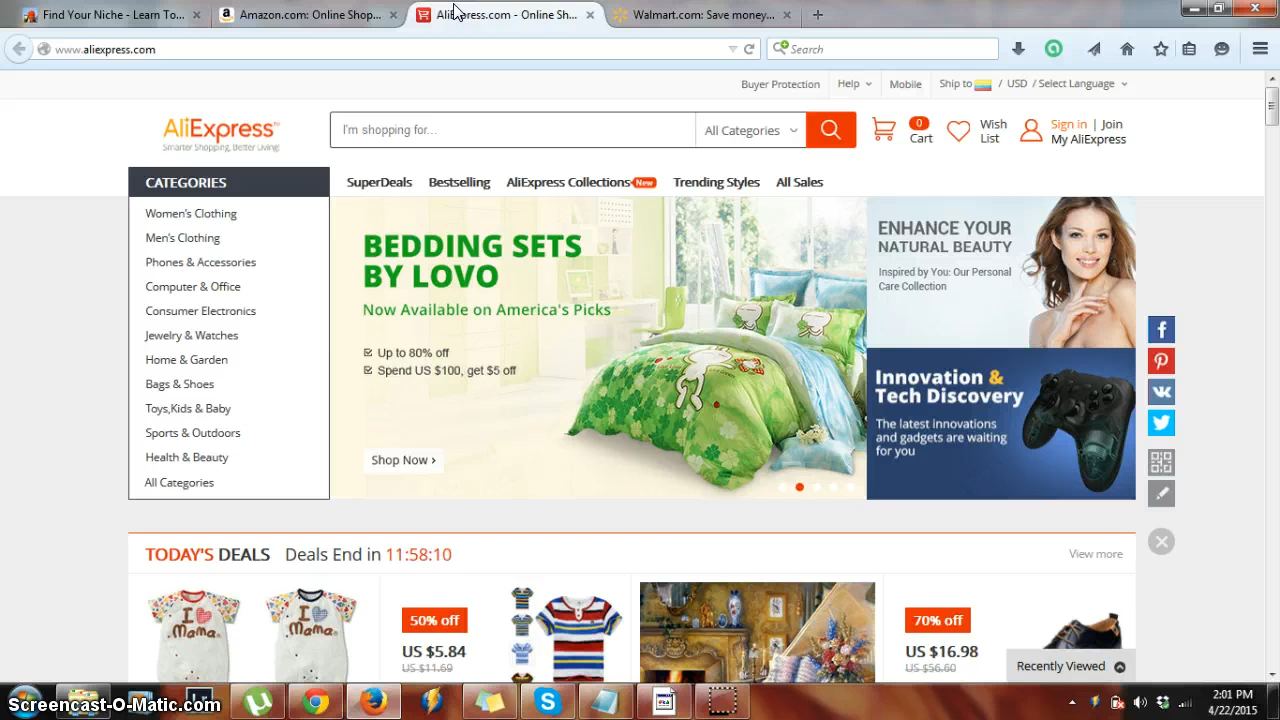 Find Your Niche - Learn To...
Amazon.com: Online Shop...
AliExpress.com - Online Sh...
Walmart.com: Save money...
www.aliexpress.com
Search
Buyer Protection
Help
Mobile
Ship to / USD / Select Language
AliExpress™
Smarter Shopping, Better Living!
I'm shopping for...
All Categories
0
Cart
Wish
List
Sign in | Join
My AliExpress
CATEGORIES
SuperDeals
Bestselling
AliExpress Collections New
Trending Styles
All Sales
Women's Clothing
Men's Clothing
Phones & Accessories
Computer & Office
Consumer Electronics
Jewelry & Watches
Home & Garden
Bags & Shoes
Toys,Kids & Baby
Sports & Outdoors
Health & Beauty
All Categories
BEDDING SETS
BY LOVO
Now Available on America's Picks
Up to 80% off
Spend US $100, get $5 off
Shop Now ›
ENHANCE YOUR
NATURAL BEAUTY
Inspired by You: Our Personal
Care Collection
Innovation &
Tech Discovery
The latest innovations
and gadgets are waiting
for you
TODAY'S DEALS
Deals End in 11:58:10
View more
I
Mama
I
Mama
50% off
US $5.84
US $11.69
70% off
US $16.98
US $56.60
Recently Viewed
Screencast-O-Matic.com
2:01 PM
4/22/2015